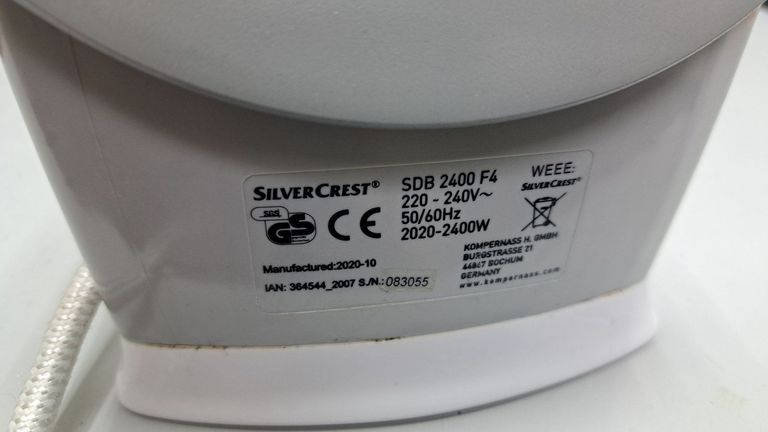 SILVERCREST®
SGS
GS
CE
Manufactured:2020-10
IAN: 364544_2007 S./N.: 083055
SDB 2400 F4
220 - 240V~
50/60Hz
2020-2400W
WEEE:
SILVERCREST®
KOMPERNASS H. GMBH
BURGSTRASSE 21
44867 BOCHUM
GERMANY
www.kompernass.com